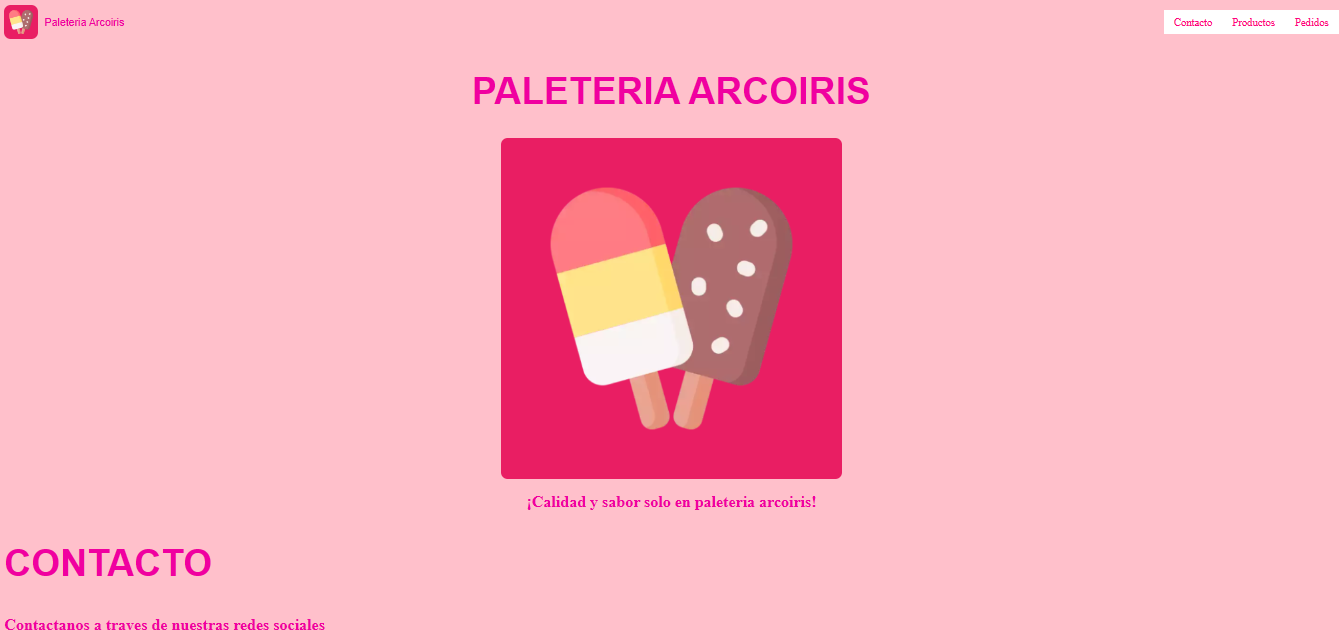 Paleteria Arcoiris
Contacto Productos Pedidos
PALETERIA ARCOIRIS
¡Calidad y sabor solo en paleteria arcoiris!
CONTACTO
Contactanos a traves de nuestras redes sociales